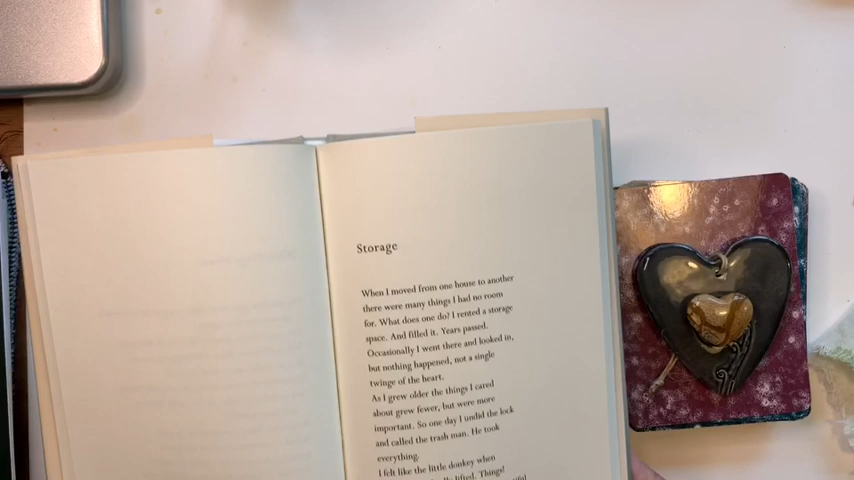 Storage
When I moved from one house to another
there were many things I had no room
for. What does one do? I rented a storage
space. And filled it. Years passed.
Occasionally I went there and looked in,
but nothing happened, not a single
twinge of the heart.
As I grew older the things I cared
about grew fewer, but were more
important. So one day I undid the lock
and called the trash man. He took
everything.
I felt like the little donkey when
lifted. Things!